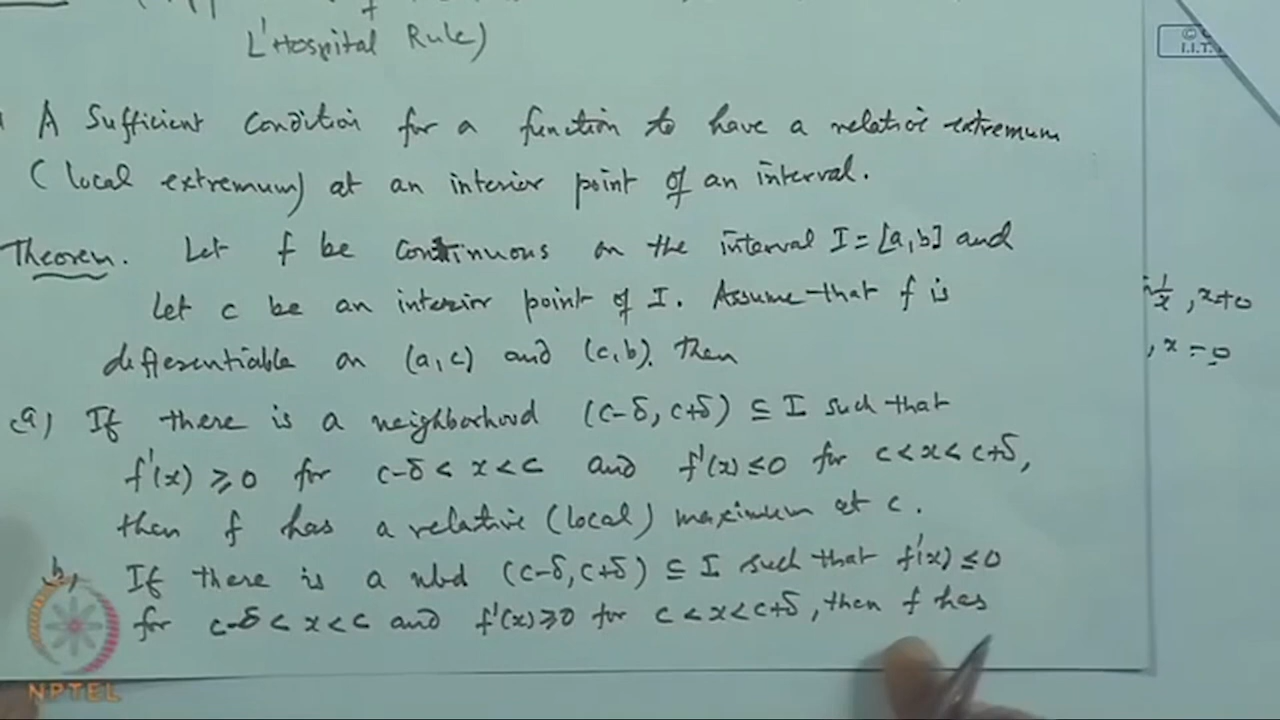 L'Hospital Rule)
A Sufficient Condition for a function to have a relative extremum
(local extremum) at an interior point of an interval.
Theorem. Let f be continuous on the interval I = [a,b] and
let c be an interior point of I. Assume that f is
differentiable on (a,c) and (c,b). Then
(a) If there is a neighborhood (c-δ, c+δ) ⊆ I such that
f'(x) ≥ 0 for c-δ < x < c and f'(x) ≤ 0 for c < x < c+δ,
then f has a relative (local) maximum at c.
b) If there is a nbd (c-δ, c+δ) ⊆ I such that f'(x) ≤ 0
for c-δ < x < c and f'(x) ≥ 0 for c < x < c+δ, then f has
I.I.T.
1/x , x≠0
, x = 0
NPTEL